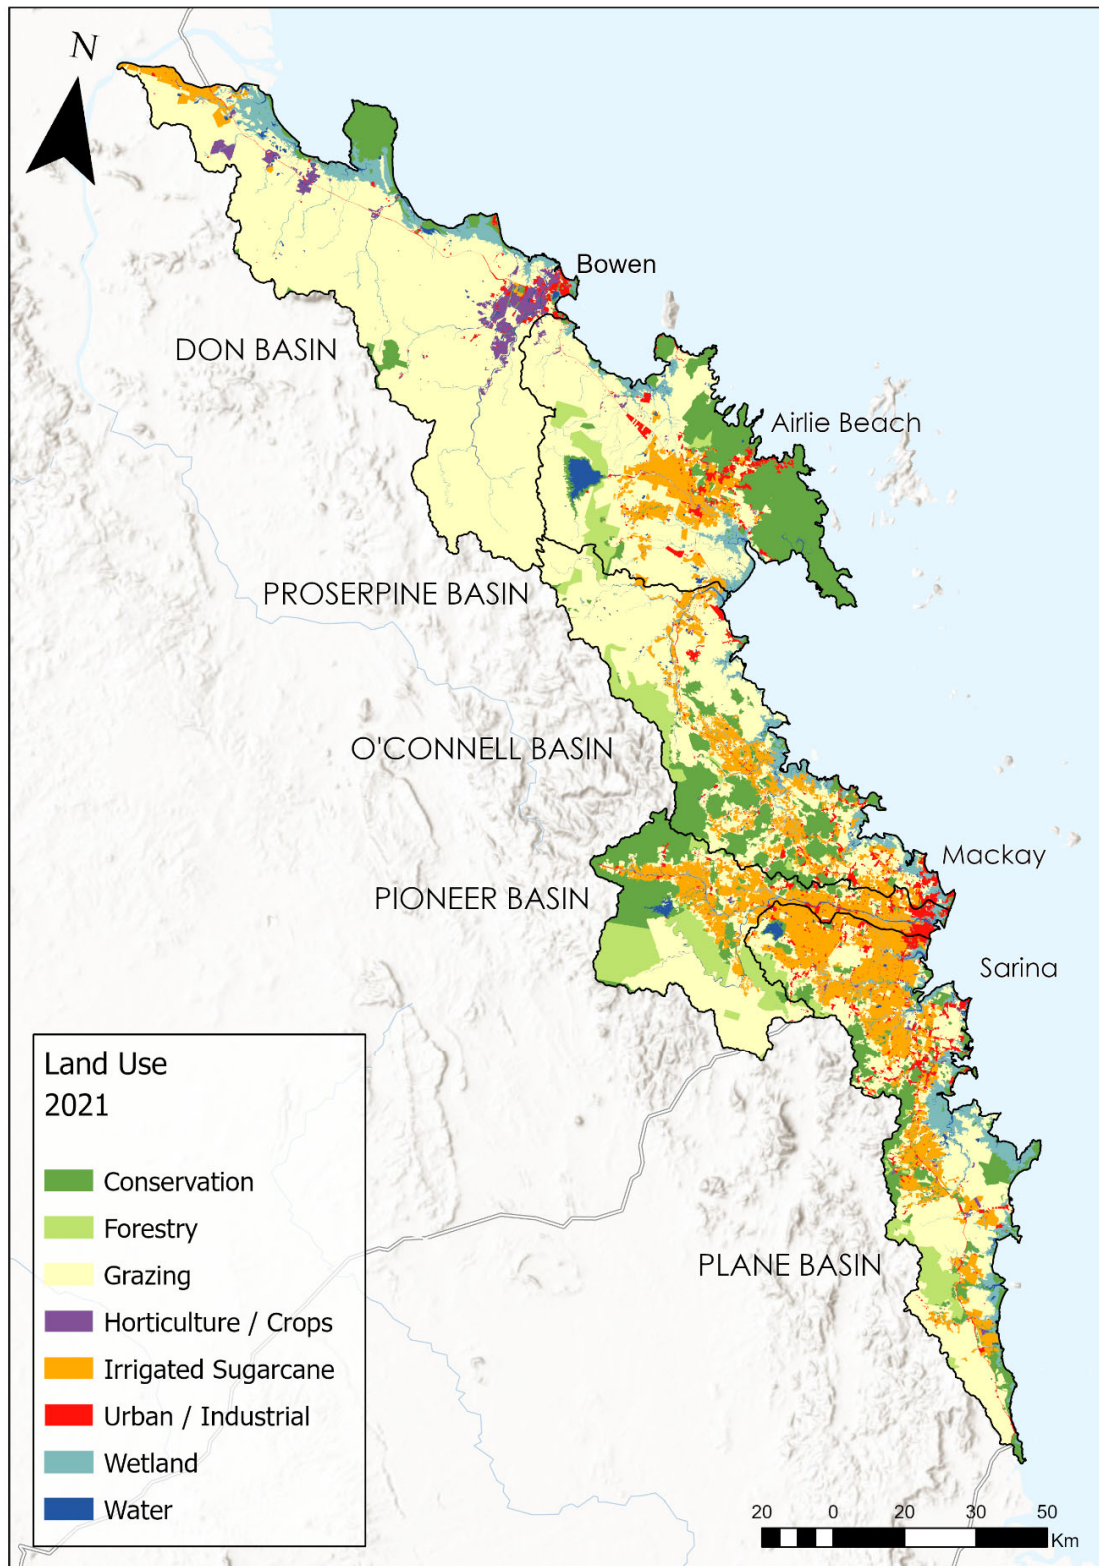 N
Bowen
DON BASIN
Airlie Beach
PROSERPINE BASIN
O'CONNELL BASIN
Mackay
PIONEER BASIN
Sarina
Land Use
2021
Conservation
Forestry
Grazing
Horticulture / Crops
Irrigated Sugarcane
Urban / Industrial
Wetland
Water
PLANE BASIN
20 0 20 30 50
Km